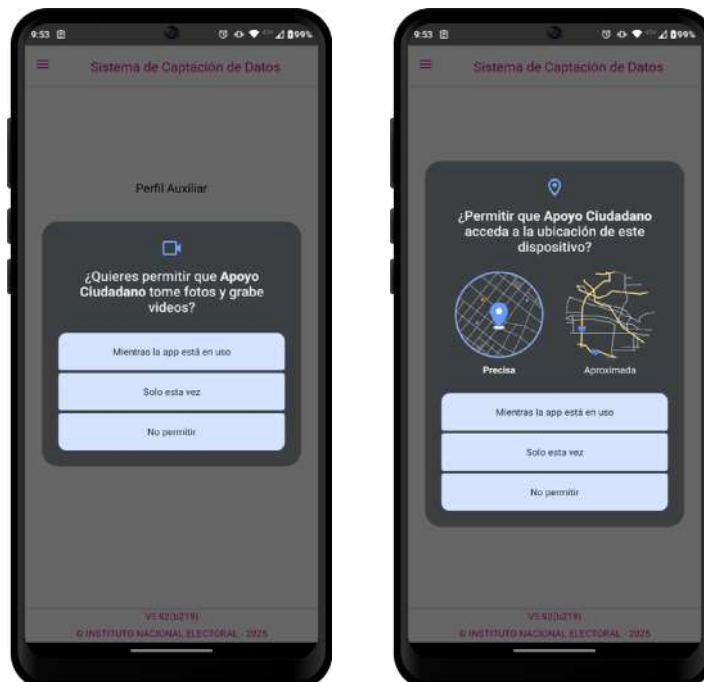 9:53 99%
Sistema de Captación de Datos
Perfil Auxiliar
¿Quieres permitir que Apoyo
Ciudadano tome fotos y grabe
videos?
Mientras la app está en uso
Solo esta vez
No permitir
V5.62(b219)
© INSTITUTO NACIONAL ELECTORAL - 2025
9:53 99%
Sistema de Captación de Datos
¿Permitir que Apoyo Ciudadano
acceda a la ubicación de este
dispositivo?
Precisa Aproximada
Mientras la app está en uso
Solo esta vez
No permitir
V5.62(b219)
© INSTITUTO NACIONAL ELECTORAL - 2025